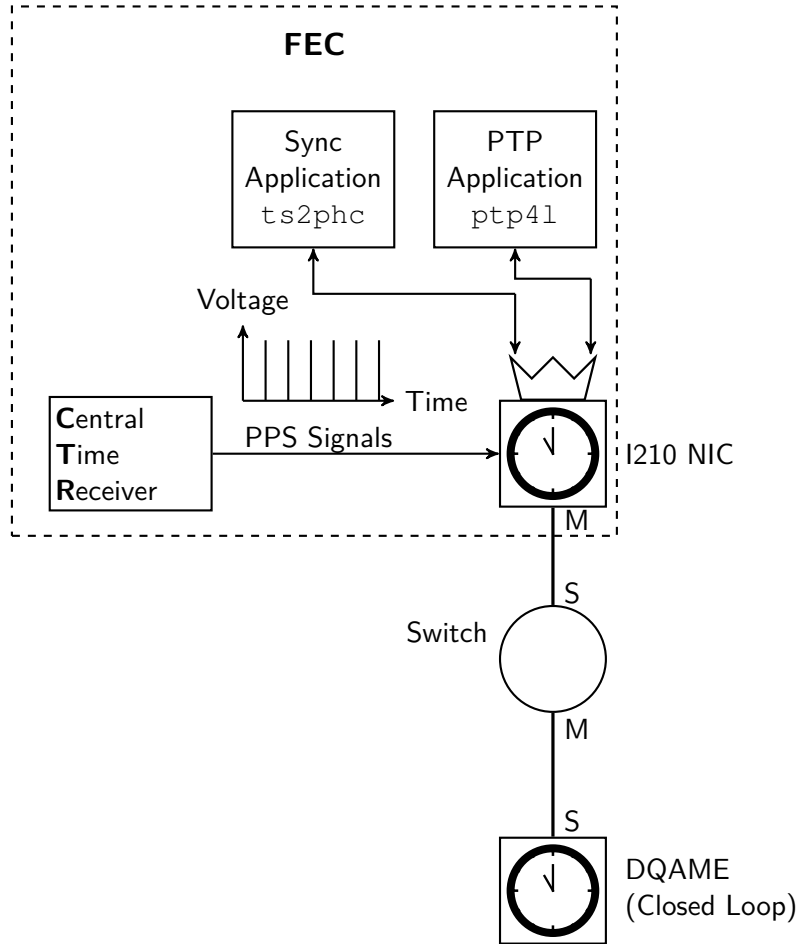 FEC
Sync
Application
ts2phc
PTP
Application
ptp4l
Voltage
Time
Central
Time
Receiver
PPS Signals
I210 NIC
M
S
Switch
M
S
DQAME
(Closed Loop)